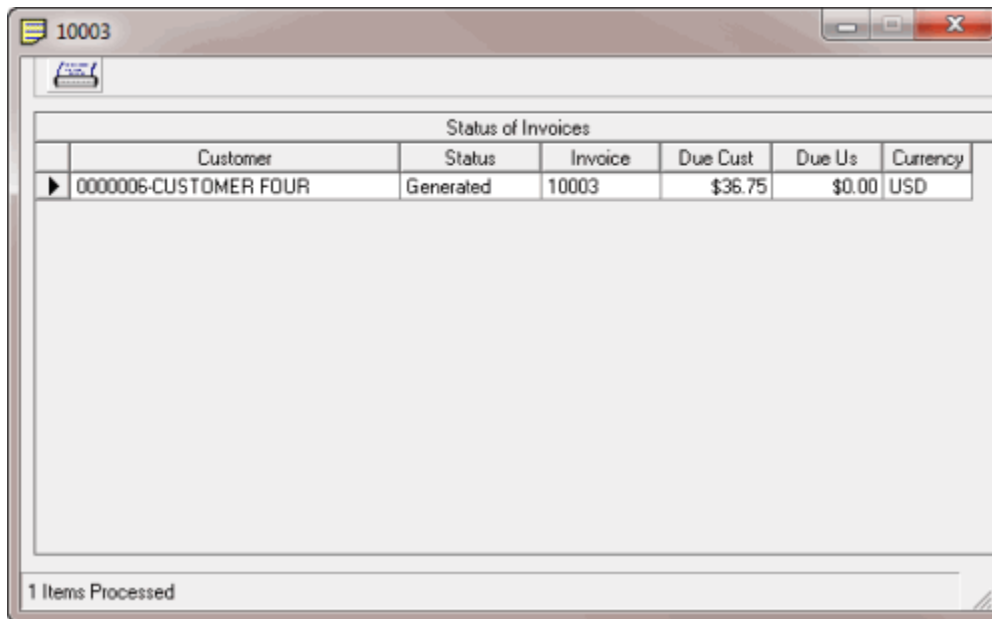 10003
Status of Invoices
Customer Status Invoice Due Cust Due Us Currency
0000006-CUSTOMER FOUR Generated 10003 $36.75 $0.00 USD
1 Items Processed